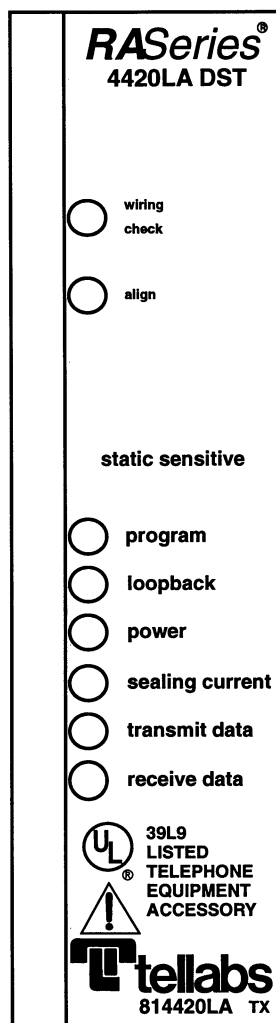 RASeries®
4420LA DST
wiring
check
align
static sensitive
program
loopback
power
sealing current
transmit data
receive data
UL ®
39L9
LISTED
TELEPHONE
EQUIPMENT
ACCESSORY
!
tellabs
814420LA TX